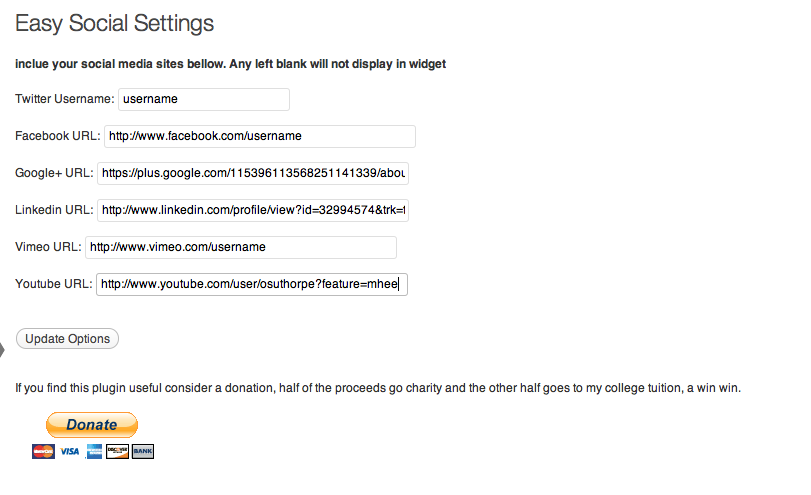 Easy Social Settings
inclue your social media sites bellow. Any left blank will not display in widget
Twitter Username: username
Facebook URL: http://www.facebook.com/username
Google+ URL: https://plus.google.com/115396113568251141339/abou
Linkedin URL: http://www.linkedin.com/profile/view?id=32994574&trk=
Vimeo URL: http://www.vimeo.com/username
Youtube URL: http://www.youtube.com/user/osuthorpe?feature=mhee
Update Options
If you find this plugin useful consider a donation, half of the proceeds go charity and the other half goes to my college tuition, a win win.
Donate
MasterCard VISA DISCOVER BANK